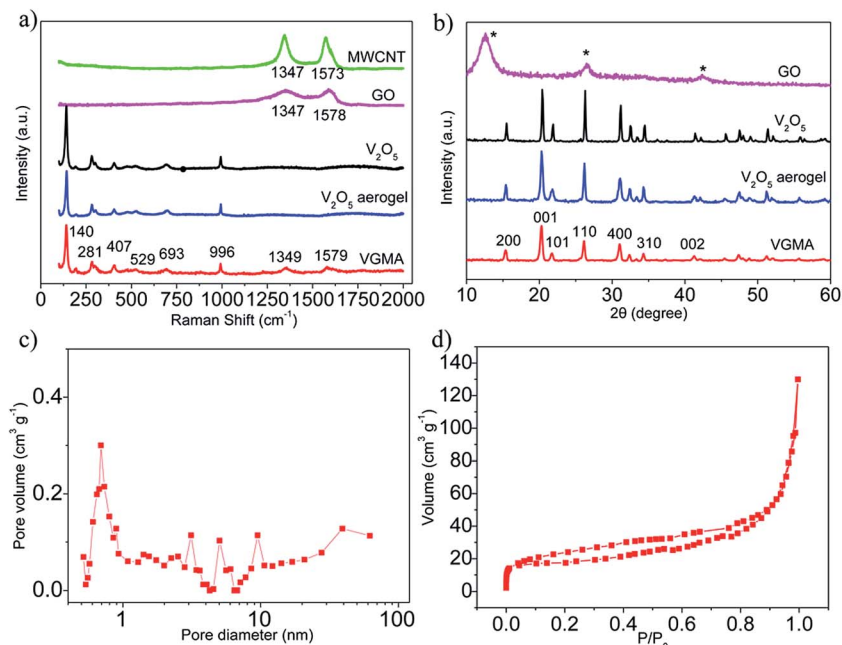 a)
MWCNT
1347 1573
GO
1347 1578
V₂O₅
V₂O₅ aerogel
140
281 407 529 693 996 1349 1579 VGMA
Intensity (a.u.)
0 250 500 750 1000 1250 1500 1750 2000
Raman Shift (cm⁻¹)
b)
* * *
GO
V₂O₅
V₂O₅ aerogel
001
200 101 110 400 310 002 VGMA
Intensity (a.u.)
10 20 30 40 50 60
2θ (degree)
c)
0.4
0.2
0.0
Pore volume (cm³ g⁻¹)
1 10 100
Pore diameter (nm)
d)
140
120
100
80
60
40
20
0
Volume (cm³ g⁻¹)
0.0 0.2 0.4 0.6 0.8 1.0
P/P